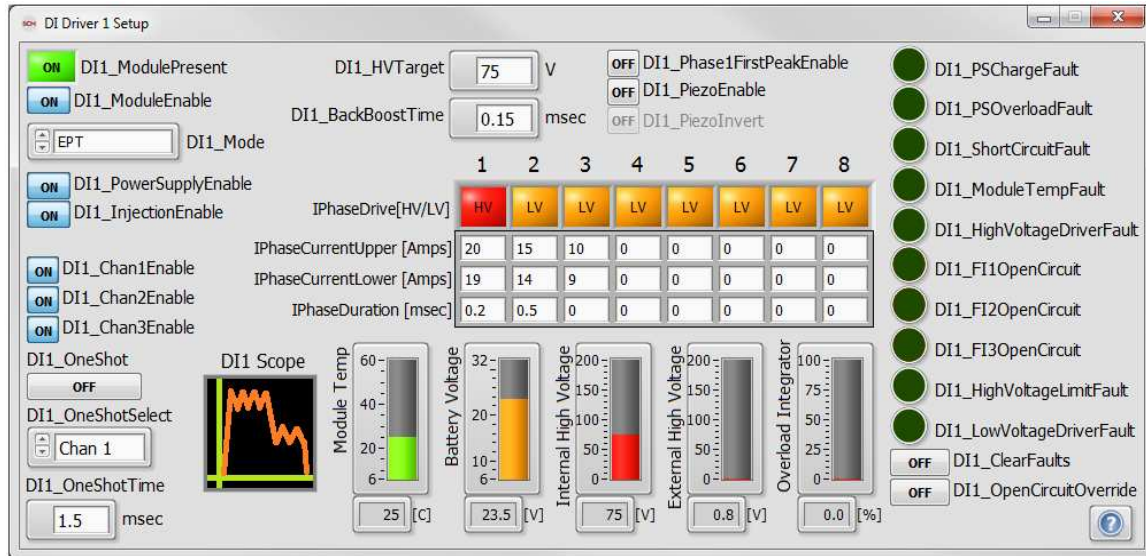 SCM DI Driver 1 Setup
ON DI1_ModulePresent
ON DI1_ModuleEnable
EPT DI1_Mode
ON DI1_PowerSupplyEnable
ON DI1_InjectionEnable
ON DI1_Chan1Enable
ON DI1_Chan2Enable
ON DI1_Chan3Enable
DI1_OneShot
OFF
DI1_OneShotSelect
Chan 1
DI1_OneShotTime
1.5 msec
DI1 Scope
DI1_HVTarget 75 V
DI1_BackBoostTime 0.15 msec
OFF DI1_Phase1FirstPeakEnable
OFF DI1_PiezoEnable
OFF DI1_PiezoInvert
1 2 3 4 5 6 7 8
IPhaseDrive[HV/LV] HV LV LV LV LV LV LV LV
IPhaseCurrentUpper [Amps] 20 15 10 0 0 0 0 0
IPhaseCurrentLower [Amps] 19 14 9 0 0 0 0 0
IPhaseDuration [msec] 0.2 0.5 0 0 0 0 0 0
Module Temp
60
40
20
6
25 [C]
Battery Voltage
32
20
10
6
23.5 [V]
Internal High Voltage
200
150
100
50
0
75 [V]
External High Voltage
200
150
100
50
0
0.8 [V]
Overload Integrator
100
75
50
25
0
0.0 [%]
DI1_PSChargeFault
DI1_PSOverloadFault
DI1_ShortCircuitFault
DI1_ModuleTempFault
DI1_HighVoltageDriverFault
DI1_FI1OpenCircuit
DI1_FI2OpenCircuit
DI1_FI3OpenCircuit
DI1_HighVoltageLimitFault
DI1_LowVoltageDriverFault
OFF DI1_ClearFaults
OFF DI1_OpenCircuitOverride
?